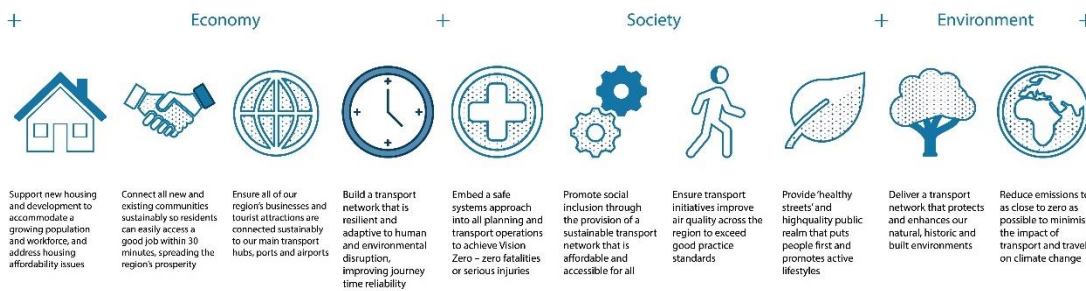 Economy
Society
Environment
Support new housing
and development to
accommodate a
growing population
and workforce, and
address housing
affordability issues
Connect all new and
existing communities
sustainably so residents
can easily access a
good job within 30
minutes, spreading the
region's prosperity
Ensure all of our
region's businesses and
tourist attractions are
connected sustainably
to our main transport
hubs, ports and airports
Build a transport
network that is
resilient and
adaptive to human
and environmental
disruption,
improving journey
time reliability
Embed a safe
systems approach
into all planning and
transport operations
to achieve Vision
Zero – zero fatalities
or serious injuries
Promote social
inclusion through
the provision of a
sustainable transport
network that is
affordable and
accessible for all
Ensure transport
initiatives improve
air quality across the
region to exceed
good practice
standards
Provide 'healthy
streets' and
highquality public
realm that puts
people first and
promotes active
lifestyles
Deliver a transport
network that protects
and enhances our
natural, historic and
built environments
Reduce emissions to
as close to zero as
possible to minimise
the impact of
transport and travel
on climate change